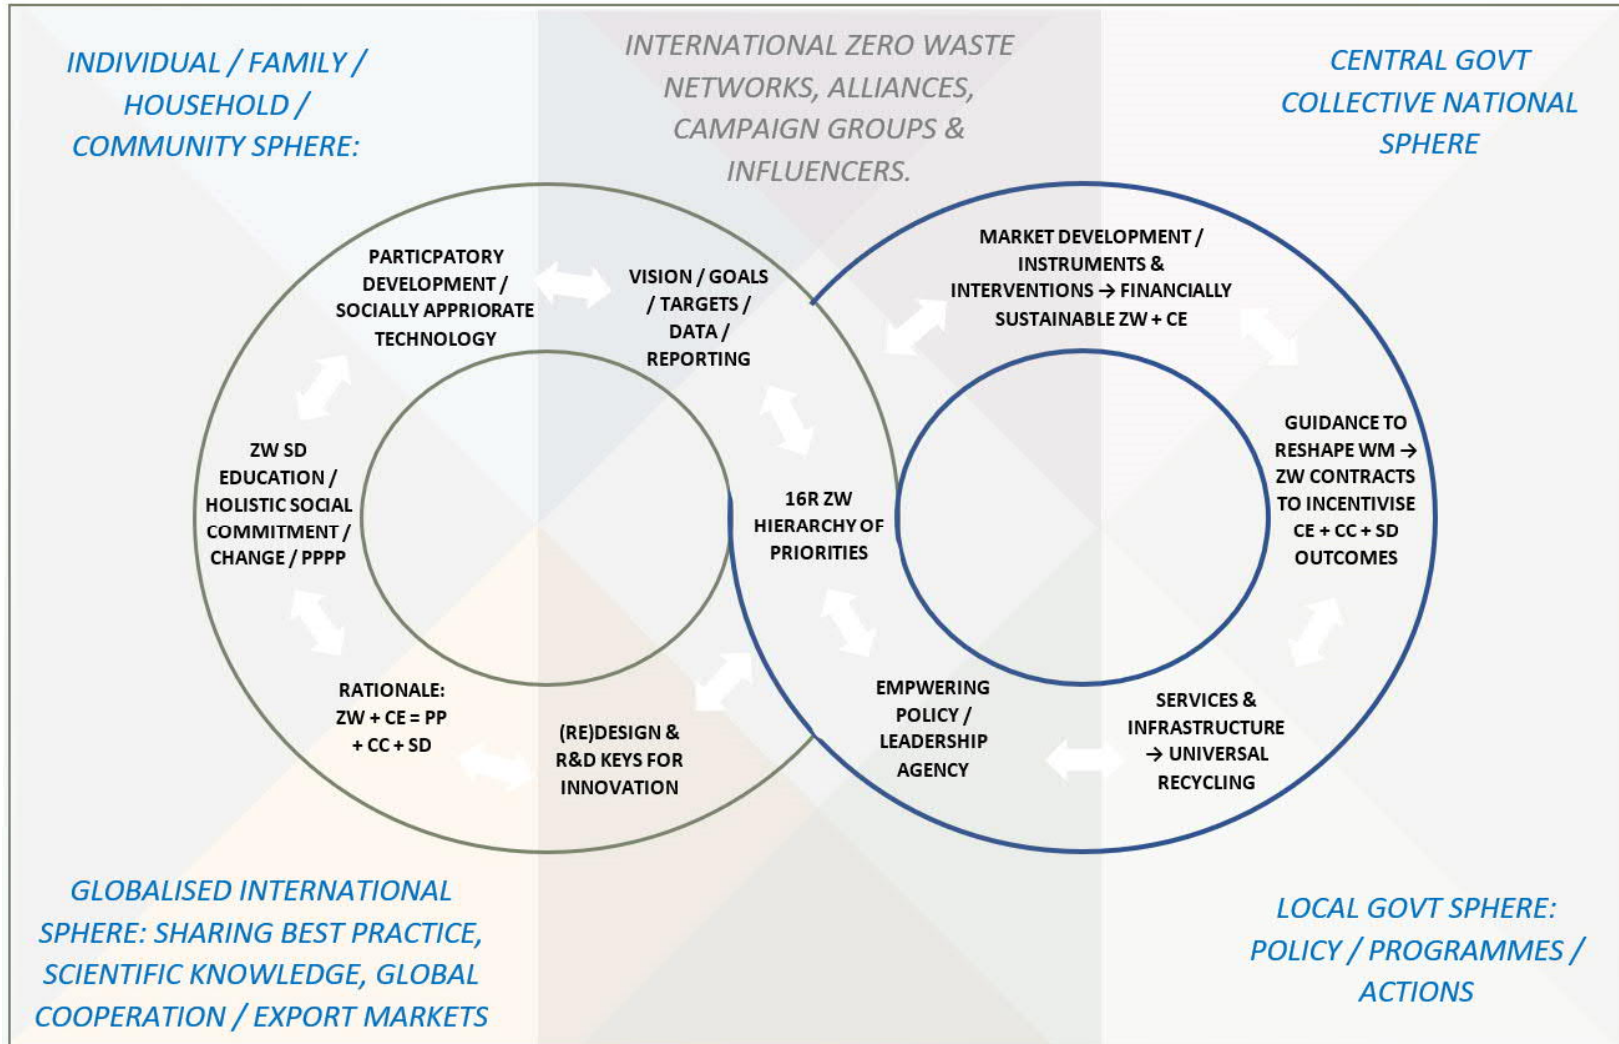 INDIVIDUAL / FAMILY /
HOUSEHOLD /
COMMUNITY SPHERE:
INTERNATIONAL ZERO WASTE
NETWORKS, ALLIANCES,
CAMPAIGN GROUPS &
INFLUENCERS.
CENTRAL GOVT
COLLECTIVE NATIONAL
SPHERE
PARTICPATORY
DEVELOPMENT /
SOCIALLY APPRIORATE
TECHNOLOGY
VISION / GOALS
/ TARGETS /
DATA /
REPORTING
MARKET DEVELOPMENT /
INSTRUMENTS &
INTERVENTIONS → FINANCIALLY
SUSTAINABLE ZW + CE
ZW SD
EDUCATION /
HOLISTIC SOCIAL
COMMITMENT /
CHANGE / PPPP
16R ZW
HIERARCHY OF
PRIORITIES
GUIDANCE TO
RESHAPE WM →
ZW CONTRACTS
TO INCENTIVISE
CE + CC + SD
OUTCOMES
RATIONALE:
ZW + CE = PP
+ CC + SD
(RE)DESIGN &
R&D KEYS FOR
INNOVATION
EMPWERING
POLICY /
LEADERSHIP
AGENCY
SERVICES &
INFRASTRUCTURE
→ UNIVERSAL
RECYCLING
GLOBALISED INTERNATIONAL
SPHERE: SHARING BEST PRACTICE,
SCIENTIFIC KNOWLEDGE, GLOBAL
COOPERATION / EXPORT MARKETS
LOCAL GOVT SPHERE:
POLICY / PROGRAMMES /
ACTIONS